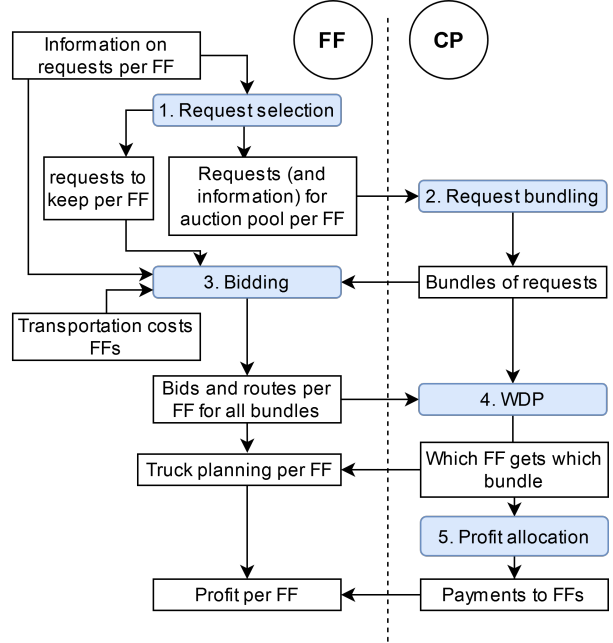 FF
CP
Information on
requests per FF
1. Request selection
requests to
keep per FF
Requests (and
information) for
auction pool per FF
2. Request bundling
3. Bidding
Bundles of requests
Transportation costs
FFs
Bids and routes per
FF for all bundles
4. WDP
Truck planning per FF
Which FF gets which
bundle
5. Profit allocation
Profit per FF
Payments to FFs